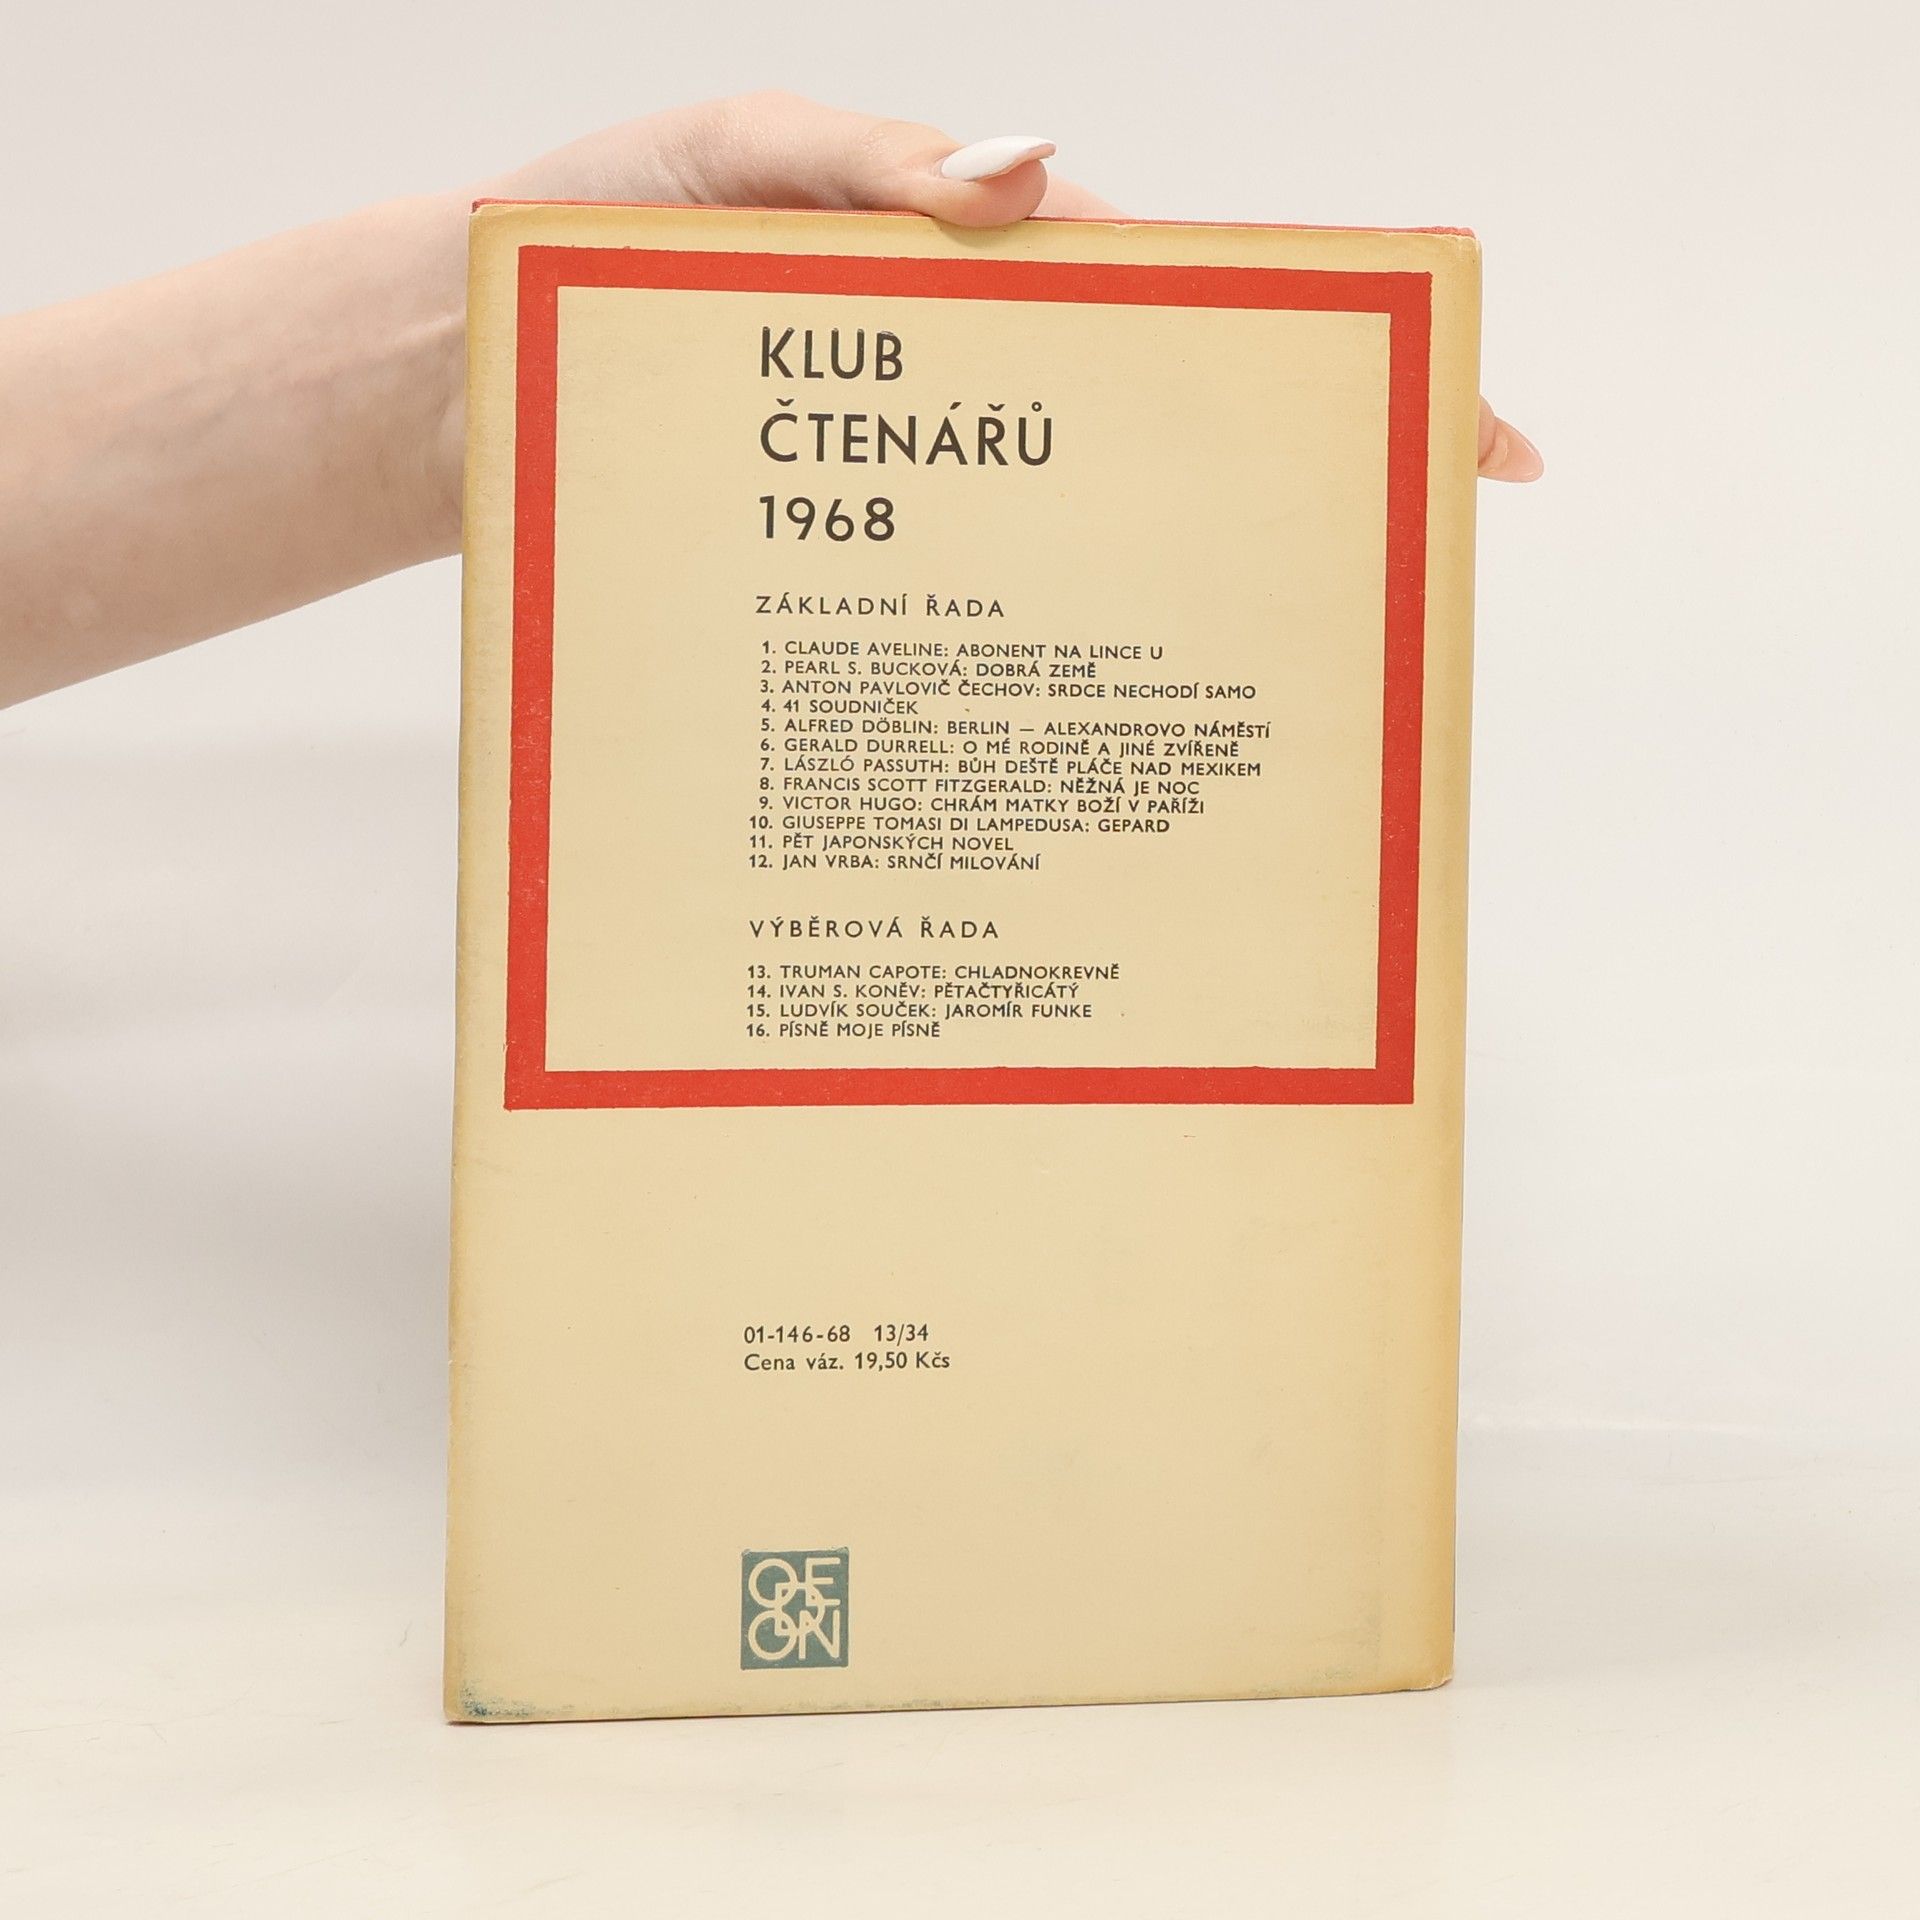 KLUB
ČTENÁŘŮ
1968
ZÁKLADNÍ ŘADA
1. CLAUDE AVELINE: ABONENT NA LINCE U
2. PEARL S. BUCKOVÁ: DOBRÁ ZEMĚ
3. ANTON PAVLOVIČ ČECHOV: SRDCE NECHODÍ SAMO
4. 41 SOUDNIČEK
5. ALFRED DÖBLIN: BERLIN — ALEXANDROVO NÁMĚSTÍ
6. GERALD DURRELL: O MÉ RODINĚ A JINÉ ZVÍŘENĚ
7. LÁSZLÓ PASSUTH: BŮH DEŠTĚ PLÁČE NAD MEXIKEM
8. FRANCIS SCOTT FITZGERALD: NĚŽNÁ JE NOC
9. VICTOR HUGO: CHRÁM MATKY BOŽÍ V PAŘÍŽI
10. GIUSEPPE TOMASI DI LAMPEDUSA: GEPARD
11. PĚT JAPONSKÝCH NOVEL
12. JAN VRBA: SRNČÍ MILOVÁNÍ
VÝBĚROVÁ ŘADA
13. TRUMAN CAPOTE: CHLADNOKREVNĚ
14. IVAN S. KONĚV: PĚTAČTYŘICÁTÝ
15. LUDVÍK SOUČEK: JAROMÍR FUNKE
16. PÍSNĚ MOJE PÍSNĚ
01-146-68 13/34
Cena váz. 19,50 Kčs
ODEON